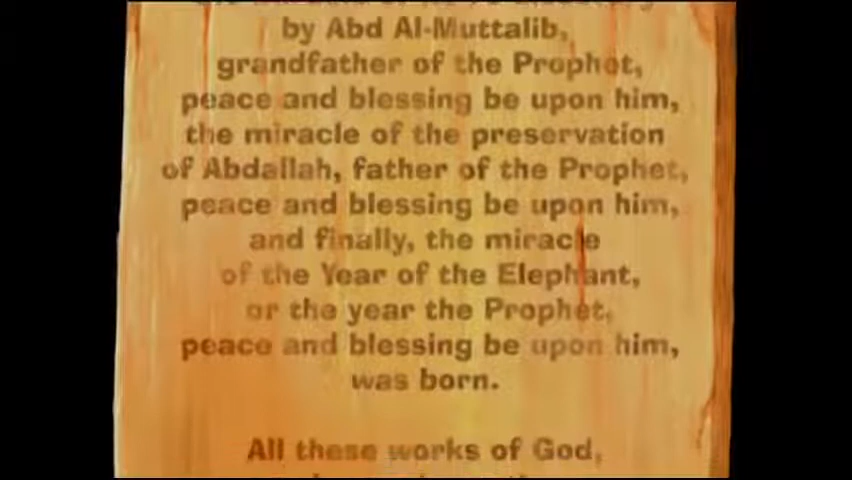 by Abd Al-Muttalib,
grandfather of the Prophet,
peace and blessing be upon him,
the miracle of the preservation
of Abdallah, father of the Prophet,
peace and blessing be upon him,
and finally, the miracle
of the Year of the Elephant,
or the year the Prophet,
peace and blessing be upon him,
was born.
All these works of God,